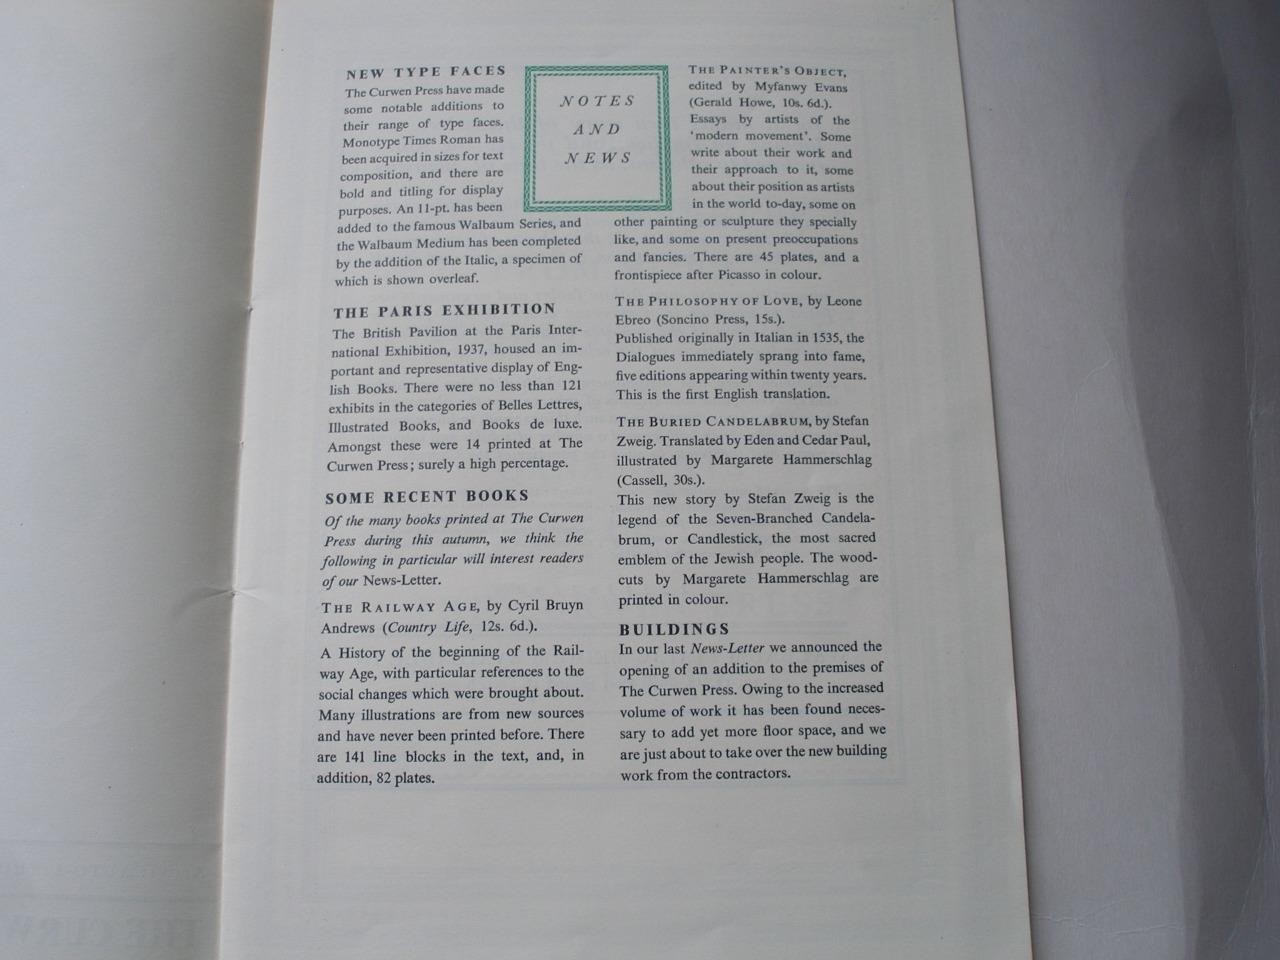 NEW TYPE FACES
The Curwen Press have made
some notable additions to
their range of type faces.
Monotype Times Roman has
been acquired in sizes for text
composition, and there are
bold and titling for display
purposes. An 11-pt. has been
added to the famous Walbaum Series, and
the Walbaum Medium has been completed
by the addition of the Italic, a specimen of
which is shown overleaf.
THE PARIS EXHIBITION
The British Pavilion at the Paris Inter-
national Exhibition, 1937, housed an im-
portant and representative display of Eng-
lish Books. There were no less than 121
exhibits in the categories of Belles Lettres,
Illustrated Books, and Books de luxe.
Amongst these were 14 printed at The
Curwen Press; surely a high percentage.
SOME RECENT BOOKS
Of the many books printed at The Curwen
Press during this autumn, we think the
following in particular will interest readers
of our News-Letter.
THE RAILWAY AGE, by Cyril Bruyn
Andrews (Country Life, 12s. 6d.).
A History of the beginning of the Rail-
way Age, with particular references to the
social changes which were brought about.
Many illustrations are from new sources
and have never been printed before. There
are 141 line blocks in the text, and, in
addition, 82 plates.
NOTES
AND
NEWS
THE PAINTER'S OBJECT,
edited by Myfanwy Evans
(Gerald Howe, 10s. 6d.).
Essays by artists of the
'modern movement'. Some
write about their work and
their approach to it, some
about their position as artists
in the world to-day, some on
other painting or sculpture they specially
like, and some on present preoccupations
and fancies. There are 45 plates, and a
frontispiece after Picasso in colour.
THE PHILOSOPHY OF LOVE, by Leone
Ebreo (Soncino Press, 15s.).
Published originally in Italian in 1535, the
Dialogues immediately sprang into fame,
five editions appearing within twenty years.
This is the first English translation.
THE BURIED CANDELABRUM, by Stefan
Zweig. Translated by Eden and Cedar Paul,
illustrated by Margarete Hammerschlag
(Cassell, 30s.).
This new story by Stefan Zweig is the
legend of the Seven-Branched Candela-
brum, or Candlestick, the most sacred
emblem of the Jewish people. The wood-
cuts by Margarete Hammerschlag are
printed in colour.
BUILDINGS
In our last News-Letter we announced the
opening of an addition to the premises of
The Curwen Press. Owing to the increased
volume of work it has been found neces-
sary to add yet more floor space, and we
are just about to take over the new building
work from the contractors.